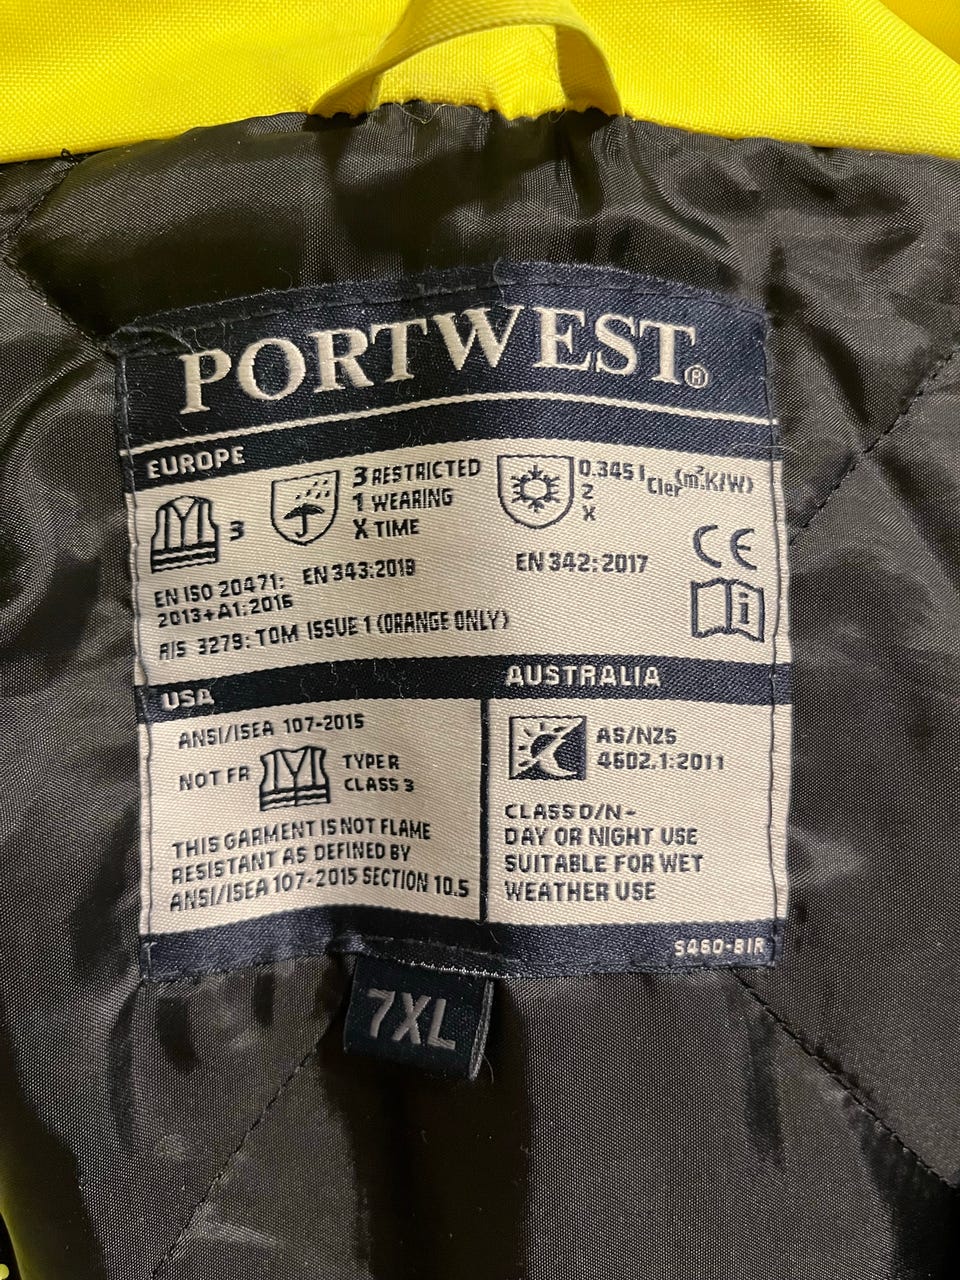 PORTWEST®
EUROPE
3
3 RESTRICTED
1 WEARING
X TIME
0.345 Icler(m².K/W)
2
X
CE
i
EN ISO 20471:
2013+A1:2016
EN 343:2019
EN 342:2017
RIS 3279: TOM ISSUE 1 (ORANGE ONLY)
USA
ANSI/ISEA 107-2015
NOT FR
TYPE R
CLASS 3
THIS GARMENT IS NOT FLAME
RESISTANT AS DEFINED BY
ANSI/ISEA 107-2015 SECTION 10.5
AUSTRALIA
AS/NZS
4602.1:2011
CLASS D/N-
DAY OR NIGHT USE
SUITABLE FOR WET
WEATHER USE
S460-BIR
7XL